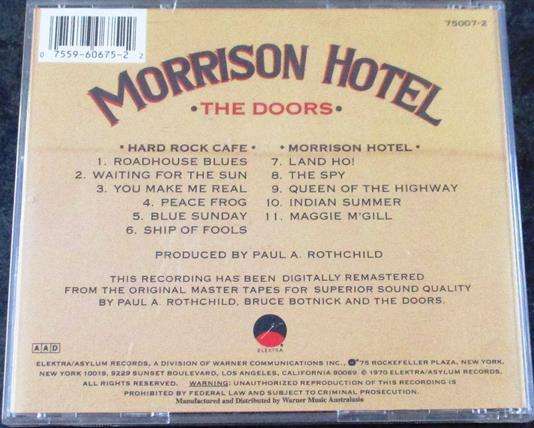 75007-2
0 7559-60675-2 2
MORRISON HOTEL
• THE DOORS •
• HARD ROCK CAFE •
1. ROADHOUSE BLUES
2. WAITING FOR THE SUN
3. YOU MAKE ME REAL
4. PEACE FROG
5. BLUE SUNDAY
6. SHIP OF FOOLS
• MORRISON HOTEL •
7. LAND HO!
8. THE SPY
9. QUEEN OF THE HIGHWAY
10. INDIAN SUMMER
11. MAGGIE M'GILL
PRODUCED BY PAUL A. ROTHCHILD
THIS RECORDING HAS BEEN DIGITALLY REMASTERED
FROM THE ORIGINAL MASTER TAPES FOR SUPERIOR SOUND QUALITY
BY PAUL A. ROTHCHILD, BRUCE BOTNICK AND THE DOORS.
ELEKTRA
AAD
ELEKTRA/ASYLUM RECORDS, A DIVISION OF WARNER COMMUNICATIONS INC., 75 ROCKEFELLER PLAZA, NEW YORK,
NEW YORK 10019, 9229 SUNSET BOULEVARD, LOS ANGELES, CALIFORNIA 90069. © 1970 ELEKTRA/ASYLUM RECORDS.
ALL RIGHTS RESERVED. WARNING: UNAUTHORIZED REPRODUCTION OF THIS RECORDING IS
PROHIBITED BY FEDERAL LAW AND SUBJECT TO CRIMINAL PROSECUTION.
Manufactured and Distributed by Warner Music Australasia